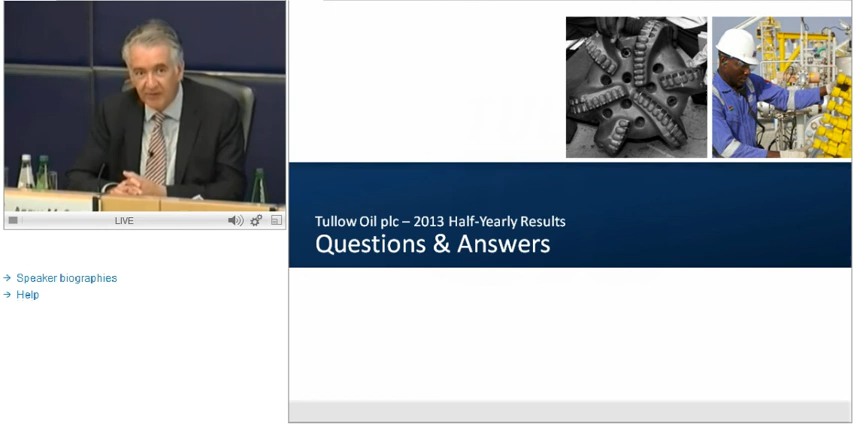 LIVE
→ Speaker biographies
→ Help
Tullow Oil plc – 2013 Half-Yearly Results
Questions & Answers